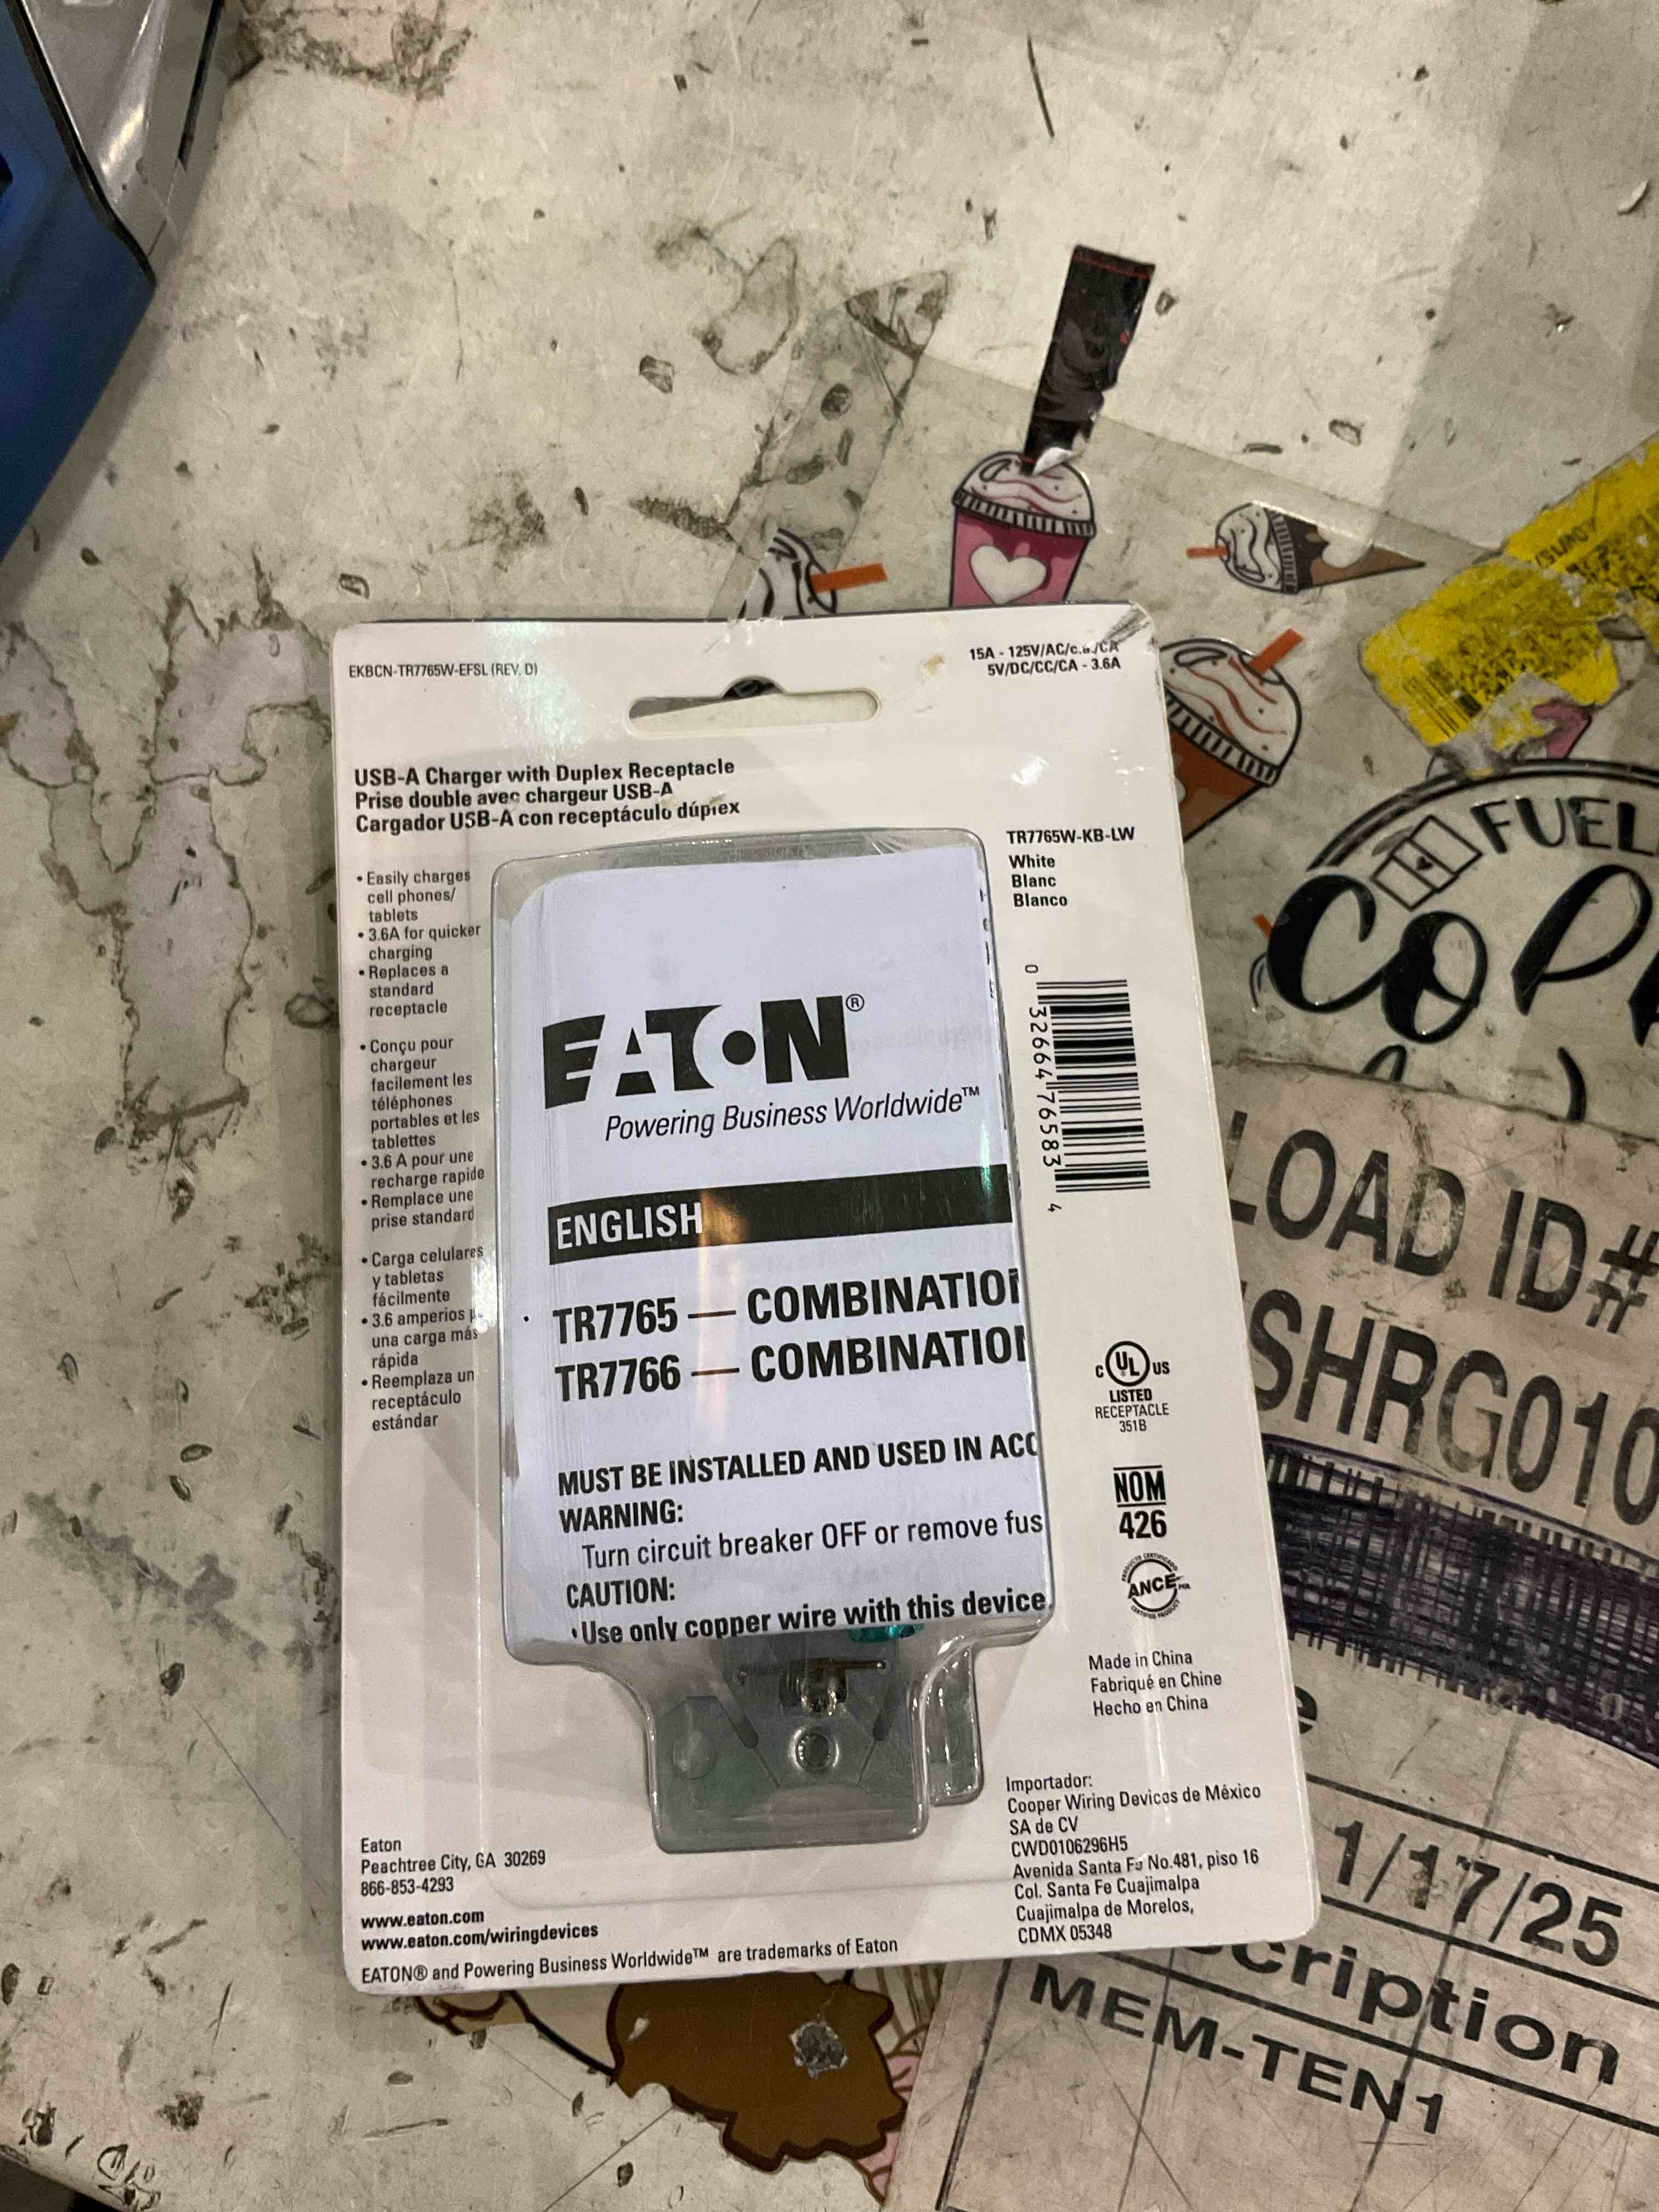 EKBCN-TR7765W-EFSL (REV. D)
15A - 125V/AC/c.a./CA
5V/DC/CC/CA - 3.6A
USB-A Charger with Duplex Receptacle
Prise double avec chargeur USB-A
Cargador USB-A con receptáculo dúplex
• Easily charges
cell phones/
tablets
• 3.6A for quicker
charging
• Replaces a
standard
receptacle
• Conçu pour
chargeur
facilement les
téléphones
portables et les
tablettes
• 3.6 A pour une
recharge rapide
• Remplace une
prise standard
• Carga celulares
y tabletas
fácilmente
• 3.6 amperios
una carga más
rápida
• Reemplaza un
receptáculo
estándar
EATON®
Powering Business Worldwide™
ENGLISH
TR7765 — COMBINATION
TR7766 — COMBINATION
MUST BE INSTALLED AND USED IN ACC
WARNING:
Turn circuit breaker OFF or remove fus
CAUTION:
• Use only copper wire with this device.
TR7765W-KB-LW
White
Blanc
Blanco
0 32664 76583 4
c UL us
LISTED
RECEPTACLE
351B
NOM
426
PRODUCTO CERTIFICADO
ANCE
CERTIFIED PRODUCT
Made in China
Fabriqué en Chine
Hecho en China
Importador:
Cooper Wiring Devices de México
SA de CV
CWD0106296H5
Avenida Santa Fe No.481, piso 16
Col. Santa Fe Cuajimalpa
Cuajimalpa de Morelos,
CDMX 05348
Eaton
Peachtree City, GA 30269
866-853-4293
www.eaton.com
www.eaton.com/wiringdevices
EATON® and Powering Business Worldwide™ are trademarks of Eaton
FUEL
COP
LOAD ID#
SHRG010
1/17/25
cription
MEM-TEN1